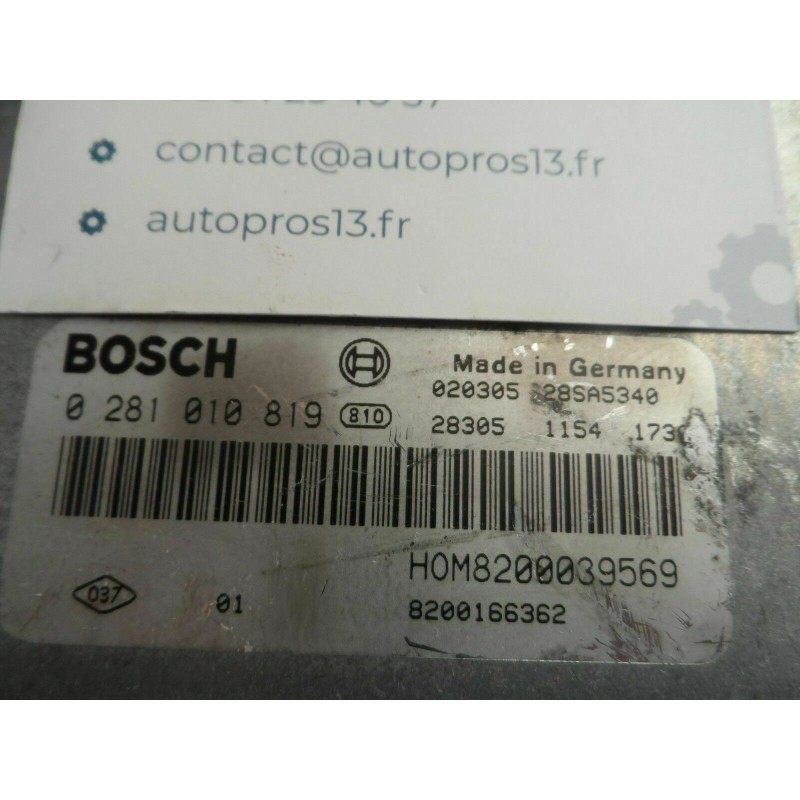 contact@autopros13.fr
autopros13.fr
BOSCH Made in Germany
0 281 010 819 810 020305 28SA5340
28305 1154 173
HOM8200039569
037 01 8200166362